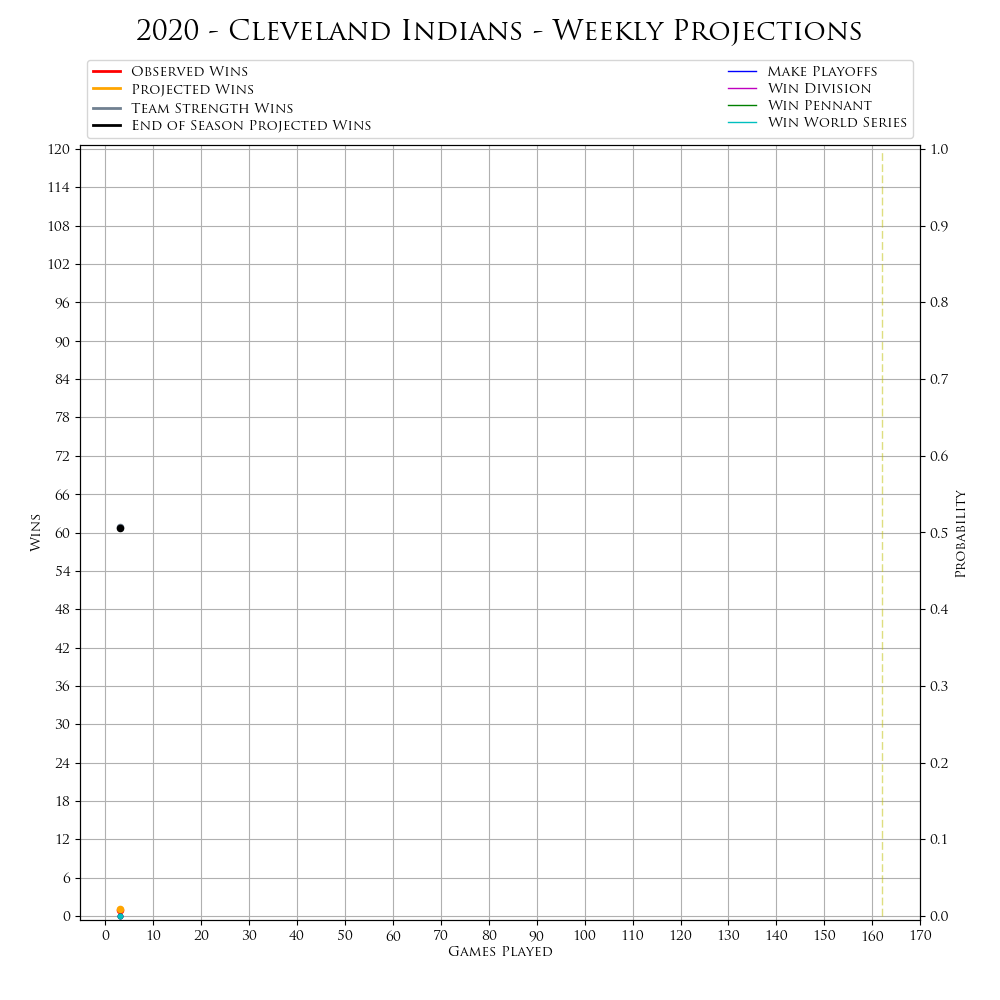 2020 - Cleveland Indians - Weekly Projections
Observed Wins
Projected Wins
Team Strength Wins
End of Season Projected Wins
Make Playoffs
Win Division
Win Pennant
Win World Series
120
114
108
102
96
90
84
78
72
66
60
54
48
42
36
30
24
18
12
6
0
Wins
1.0
0.9
0.8
0.7
0.6
0.5
0.4
0.3
0.2
0.1
0.0
Probability
0 10 20 30 40 50 60 70 80 90 100 110 120 130 140 150 160 170
Games Played